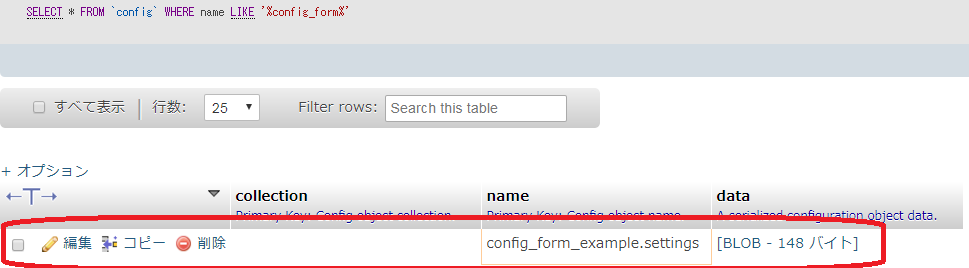 SELECT * FROM `config` WHERE name LIKE '%config_form%'
すべて表示 行数: 25 Filter rows: Search this table
+ オプション
←T→ collection name data
Primary Key: Config object collection. Primary Key: Config object name. A serialized configuration object data.
編集 コピー 削除 config_form_example.settings [BLOB - 148 バイト]